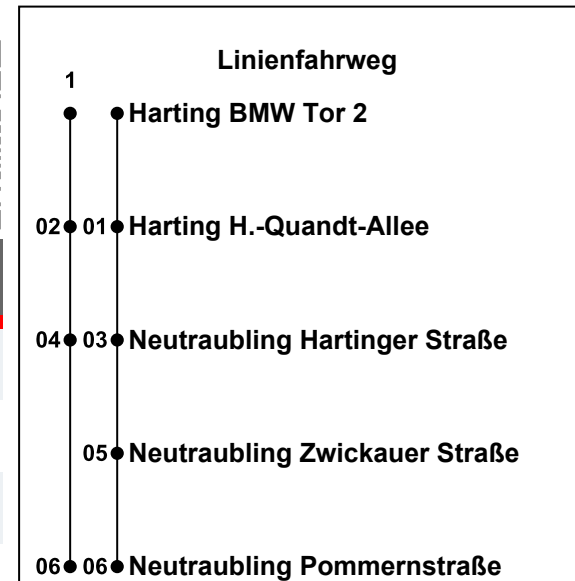 Linienfahrweg
1
Harting BMW Tor 2
02 01 Harting H.-Quandt-Allee
04 03 Neutraubling Hartinger Straße
05 Neutraubling Zwickauer Straße
06 06 Neutraubling Pommernstraße